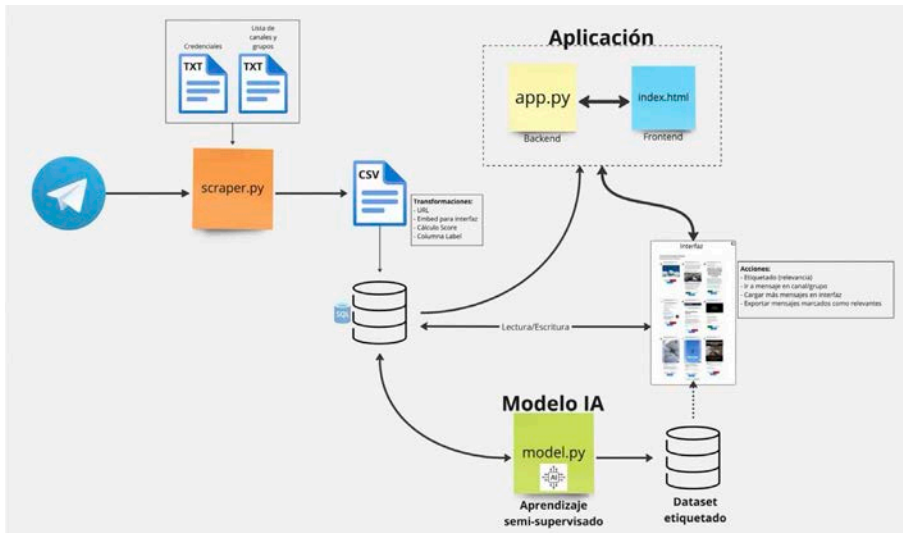 Credenciales
Lista de
canales y
grupos
TXT
TXT
scraper.py
CSV
Transformaciones:
- URL
- Embed para interfaz
- Cálculo Score
- Columna Label
SQL
Aplicación
app.py
index.html
Backend
Frontend
Interfaz
Acciones:
- Etiquetado (relevancia)
- Ir a mensaje en canal/grupo
- Cargar más mensajes en interfaz
- Exportar mensajes marcados como relevantes
Lectura/Escritura
Modelo IA
model.py
AI
Aprendizaje
semi-supervisado
Dataset
etiquetado